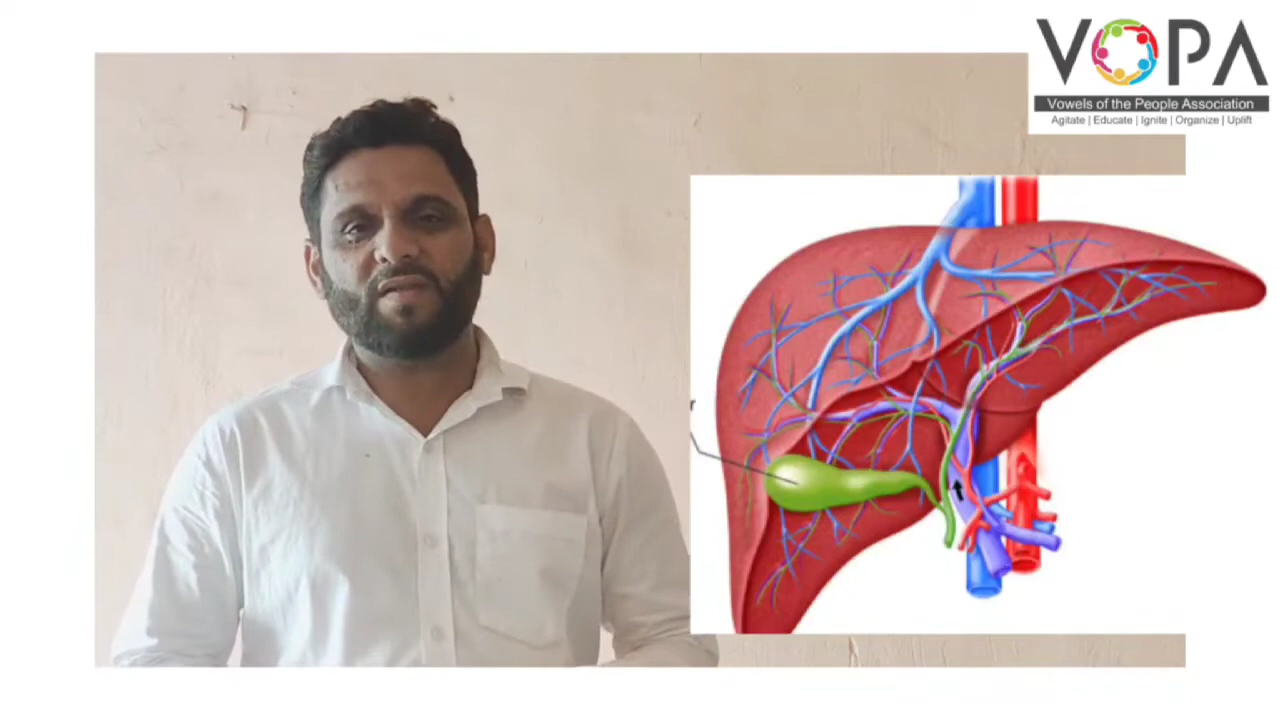 VOPA
Vowels of the People Association
Agitate | Educate | Ignite | Organize | Uplift